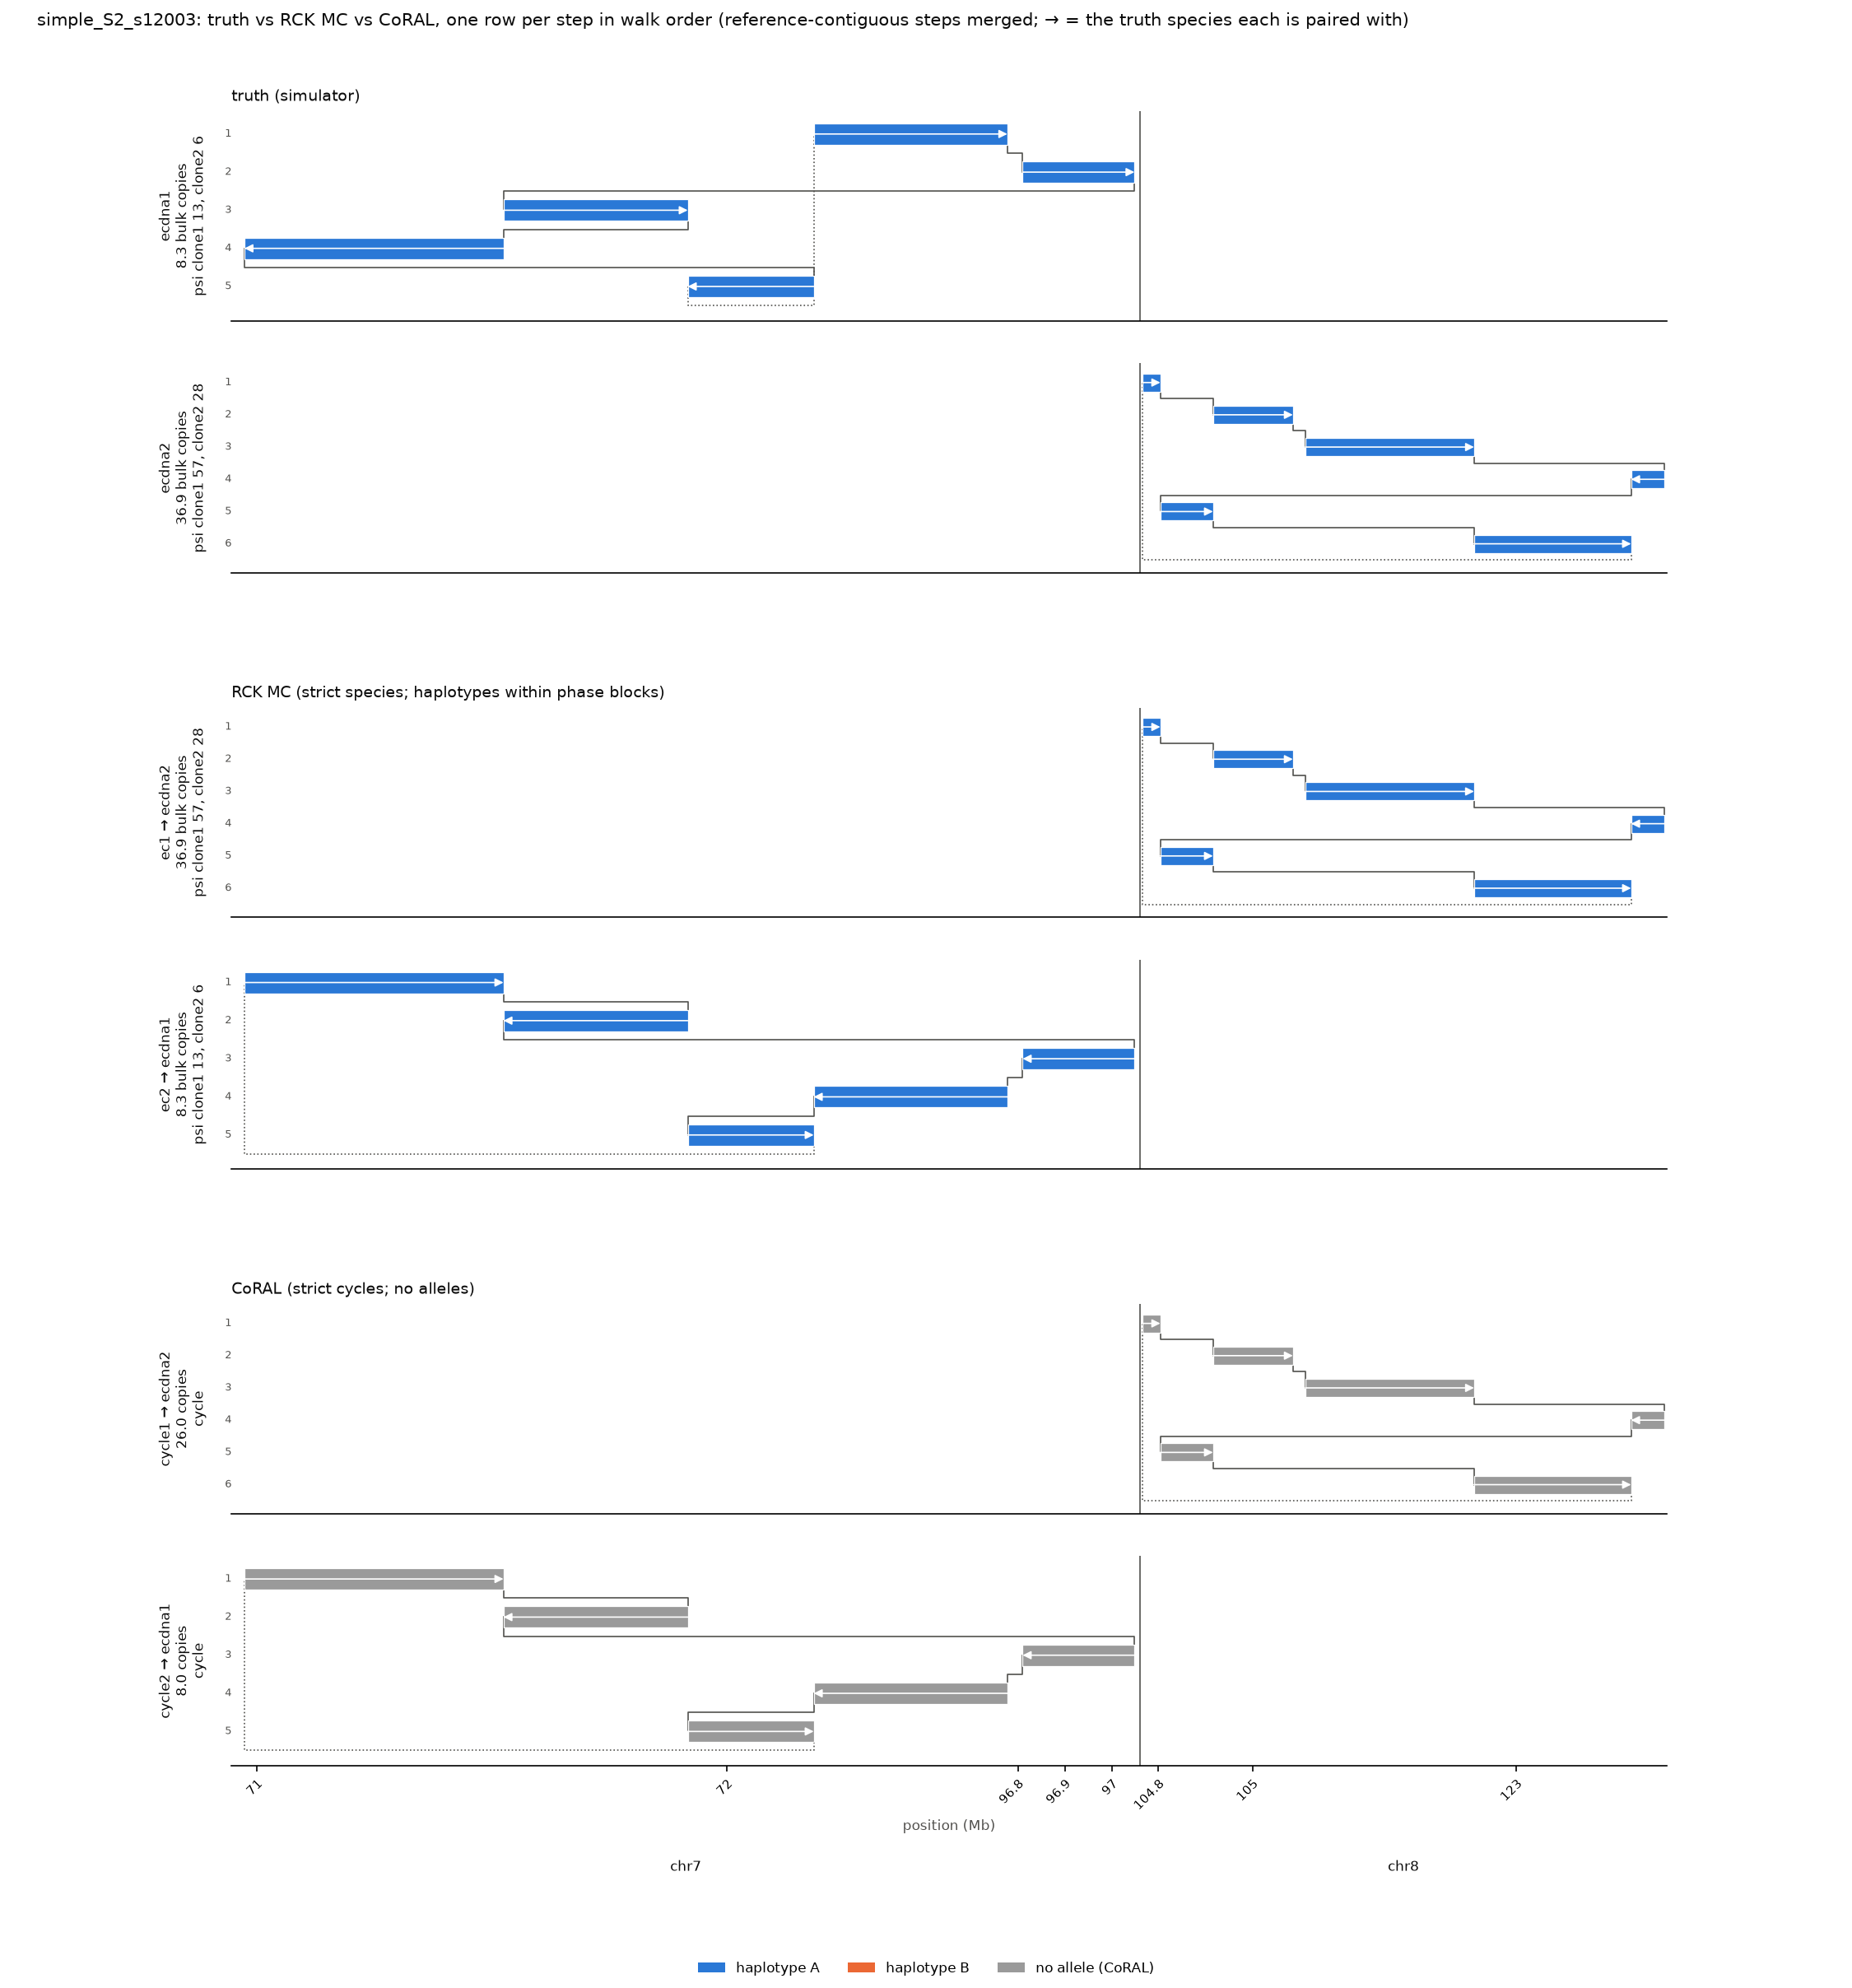 simple_S2_s12003: truth vs RCK MC vs CoRAL, one row per step in walk order (reference-contiguous steps merged; → = the truth species each is paired with)
truth (simulator)
ecdna1
8.3 bulk copies
psi clone1 13, clone2 6
1
2
3
4
5
ecdna2
36.9 bulk copies
psi clone1 57, clone2 28
1
2
3
4
5
6
RCK MC (strict species; haplotypes within phase blocks)
ec1 → ecdna2
36.9 bulk copies
psi clone1 57, clone2 28
1
2
3
4
5
6
ec2 → ecdna1
8.3 bulk copies
psi clone1 13, clone2 6
1
2
3
4
5
CoRAL (strict cycles; no alleles)
cycle1 → ecdna2
26.0 copies
cycle
1
2
3
4
5
6
cycle2 → ecdna1
8.0 copies
cycle
1
2
3
4
5
71 72 96.8 96.9 97 104.8 105 123
position (Mb)
chr7 chr8
haplotype A haplotype B no allele (CoRAL)